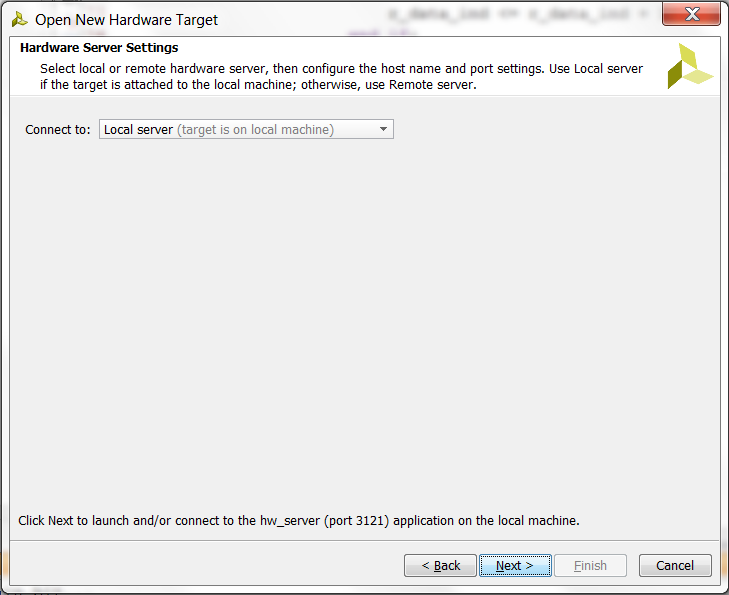 Open New Hardware Target
Hardware Server Settings
Select local or remote hardware server, then configure the host name and port settings. Use Local server
if the target is attached to the local machine; otherwise, use Remote server.
Connect to: Local server (target is on local machine)
Click Next to launch and/or connect to the hw_server (port 3121) application on the local machine.
< Back Next > Finish Cancel